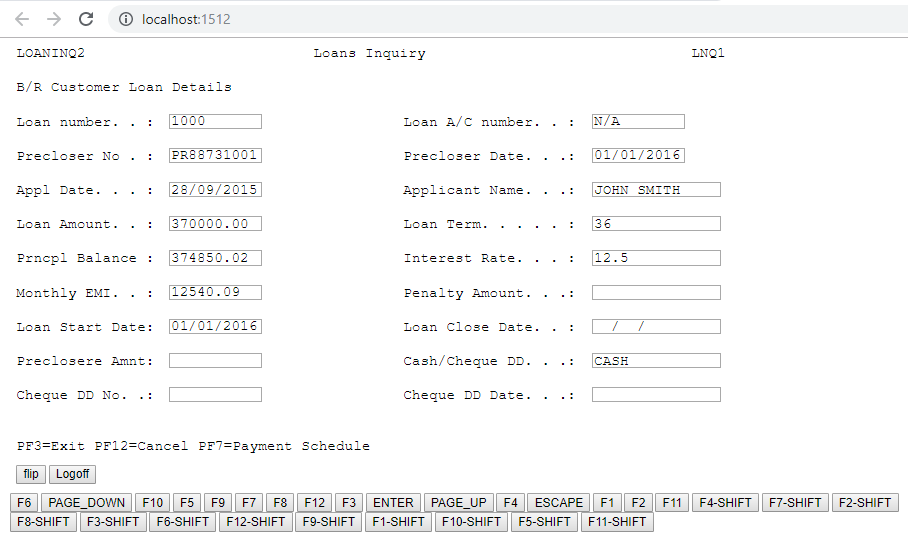 localhost:1512
LOANINQ2 Loans Inquiry LNQ1
B/R Customer Loan Details
Loan number. . : 1000 Loan A/C number. . : N/A
Precloser No . : PR88731001 Precloser Date. . .: 01/01/2016
Appl Date. . . : 28/09/2015 Applicant Name. . .: JOHN SMITH
Loan Amount. . : 370000.00 Loan Term. . . . . : 36
Prncpl Balance : 374850.02 Interest Rate. . . : 12.5
Monthly EMI. . : 12540.09 Penalty Amount. . .:
Loan Start Date: 01/01/2016 Loan Close Date. . : / /
Preclosere Amnt: Cash/Cheque DD. . .: CASH
Cheque DD No. .: Cheque DD Date. . .:
PF3=Exit PF12=Cancel PF7=Payment Schedule
flip Logoff
F6 PAGE_DOWN F10 F5 F9 F7 F8 F12 F3 ENTER PAGE_UP F4 ESCAPE F1 F2 F11 F4-SHIFT F7-SHIFT F2-SHIFT
F8-SHIFT F3-SHIFT F6-SHIFT F12-SHIFT F9-SHIFT F1-SHIFT F10-SHIFT F5-SHIFT F11-SHIFT